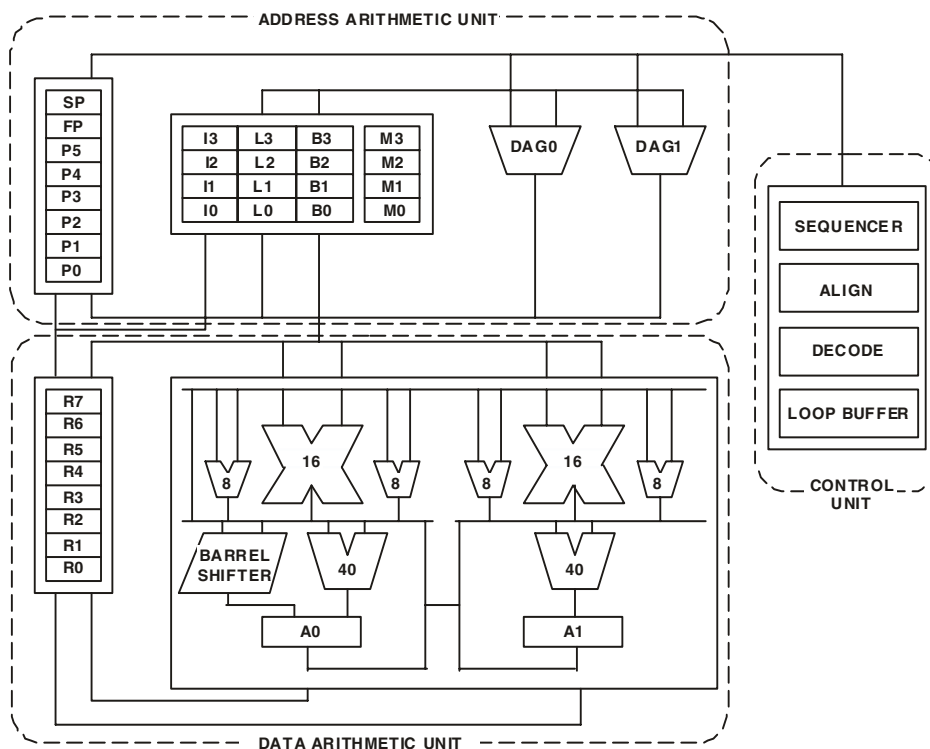 ADDRESS ARITHMETIC UNIT
SP
FP
P5
P4
P3
P2
P1
P0
I3 L3 B3 M3
I2 L2 B2 M2
I1 L1 B1 M1
I0 L0 B0 M0
DAG0
DAG1
SEQUENCER
ALIGN
DECODE
LOOP BUFFER
CONTROL
UNIT
R7
R6
R5
R4
R3
R2
R1
R0
8
16
8
8
16
8
BARREL
SHIFTER
40
40
A0
A1
DATA ARITHMETIC UNIT